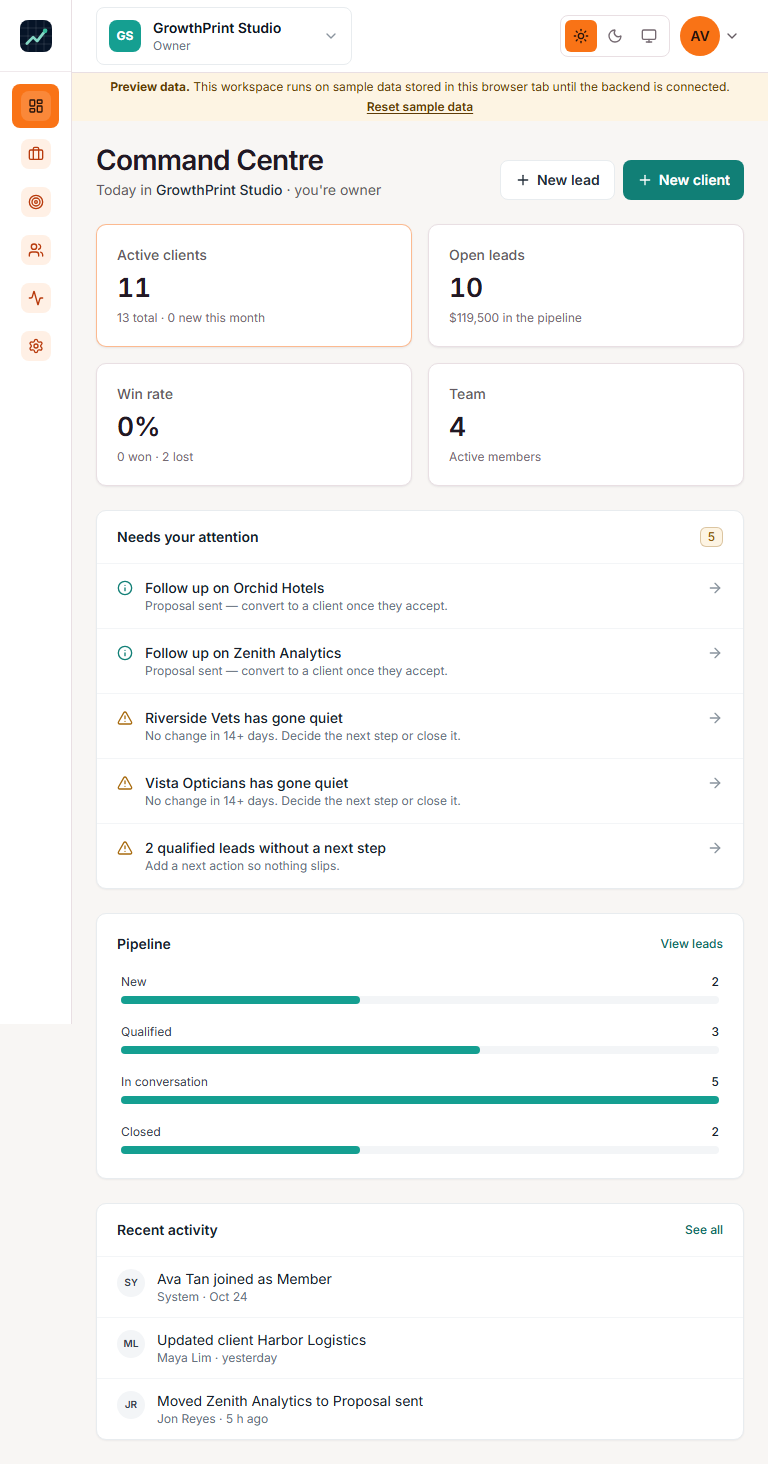 GS
GrowthPrint Studio
Owner
AV
Preview data. This workspace runs on sample data stored in this browser tab until the backend is connected.
Reset sample data
Command Centre
Today in GrowthPrint Studio · you're owner
New lead
New client
Active clients
11
13 total · 0 new this month
Open leads
10
$119,500 in the pipeline
Win rate
0%
0 won · 2 lost
Team
4
Active members
Needs your attention
5
Follow up on Orchid Hotels
Proposal sent — convert to a client once they accept.
Follow up on Zenith Analytics
Proposal sent — convert to a client once they accept.
Riverside Vets has gone quiet
No change in 14+ days. Decide the next step or close it.
Vista Opticians has gone quiet
No change in 14+ days. Decide the next step or close it.
2 qualified leads without a next step
Add a next action so nothing slips.
Pipeline
View leads
New
2
Qualified
3
In conversation
5
Closed
2
Recent activity
See all
SY
Ava Tan joined as Member
System · Oct 24
ML
Updated client Harbor Logistics
Maya Lim · yesterday
JR
Moved Zenith Analytics to Proposal sent
Jon Reyes · 5 h ago